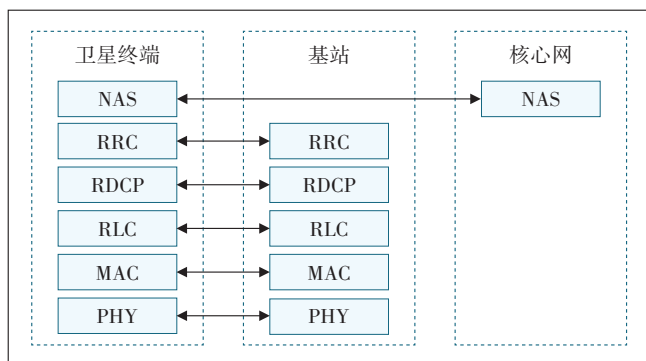 卫星终端 基站 核心网
NAS NAS
RRC RRC
RDCP RDCP
RLC RLC
MAC MAC
PHY PHY